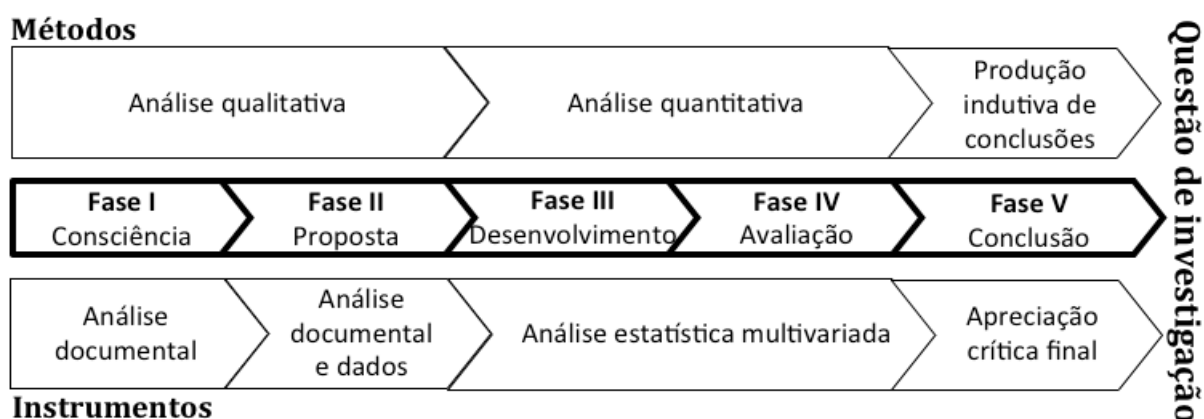 Métodos
Análise qualitativa
Análise quantitativa
Produção
indutiva de
conclusões
Fase I
Consciência
Fase II
Proposta
Fase III
Desenvolvimento
Fase IV
Avaliação
Fase V
Conclusão
Análise
documental
Análise
documental
e dados
Análise estatística multivariada
Apreciação
crítica final
Instrumentos
Questão de investigação